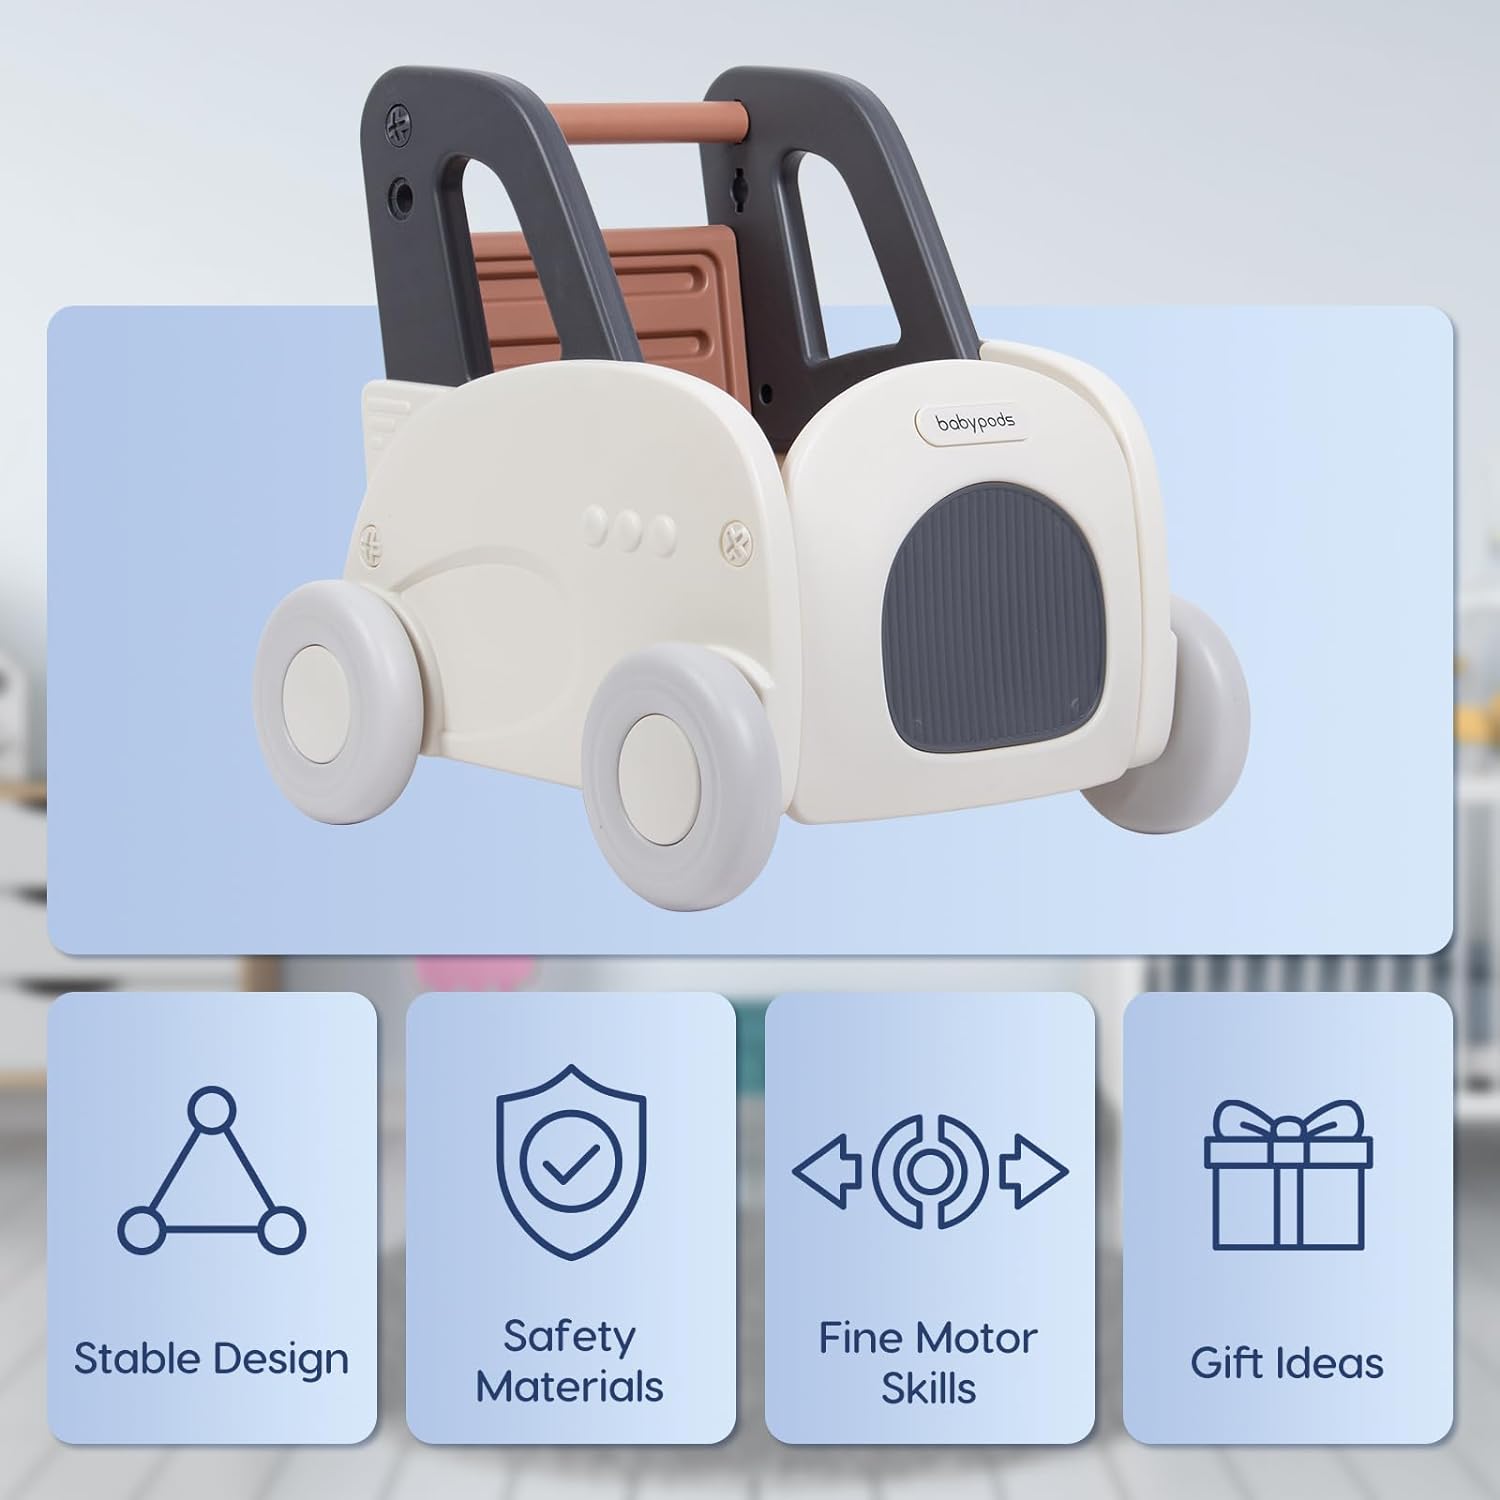 babypods
Stable Design
Safety
Materials
Fine Motor
Skills
Gift Ideas